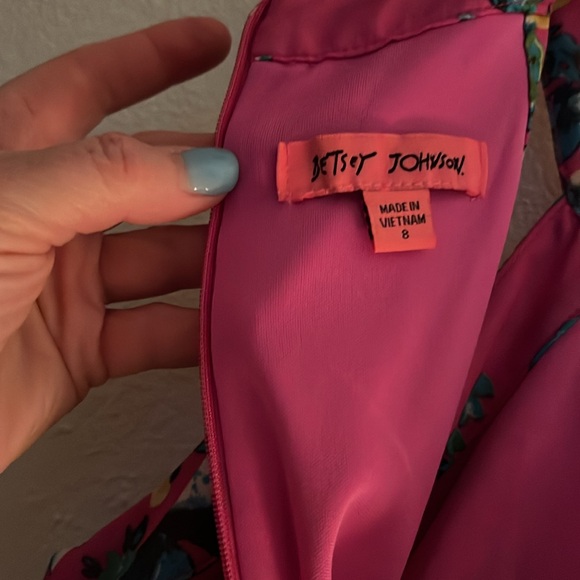 BETSEY JOHNSON.
MADE IN
VIETNAM
8